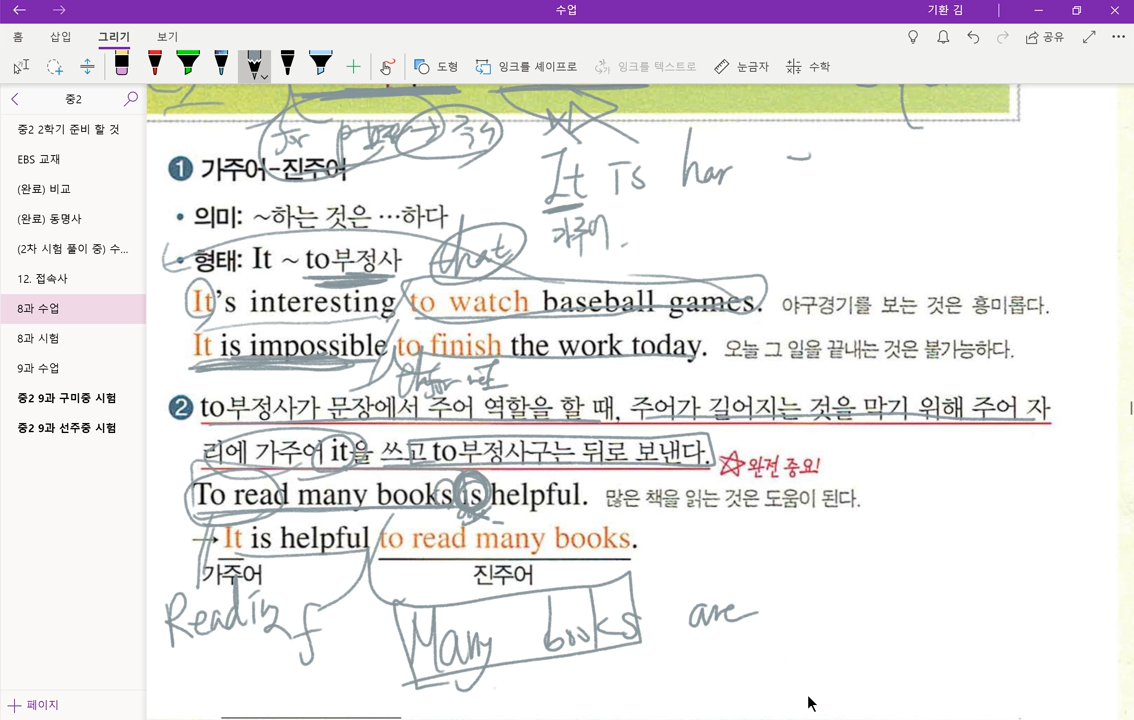 수업
기환 김
홈 삽입 그리기 보기
공유
도형 잉크를 셰이프로 잉크를 텍스트로 눈금자 수학
중2
중2 2학기 준비 할 것
EBS 교재
(완료) 비교
(완료) 동명사
(2차 시험 풀이 중) 수...
12. 접속사
8과 수업
8과 시험
9과 수업
중2 9과 구미중 시험
중2 9과 선주중 시험
페이지
for
1 가주어-진주어
It is har
가주어.
• 의미: ~하는 것은 …하다
that
• 형태: It ~ to부정사
It's interesting to watch baseball games. 야구경기를 보는 것은 흥미롭다.
It is impossible to finish the work today. 오늘 그 일을 끝내는 것은 불가능하다.
2 to부정사가 문장에서 주어 역할을 할 때, 주어가 길어지는 것을 막기 위해 주어 자
리에 가주어 it을 쓰고 to부정사구는 뒤로 보낸다. ☆완전 중요!
To read many books is helpful. 많은 책을 읽는 것은 도움이 된다.
→ It is helpful to read many books.
가주어 진주어
Reading
Many books are